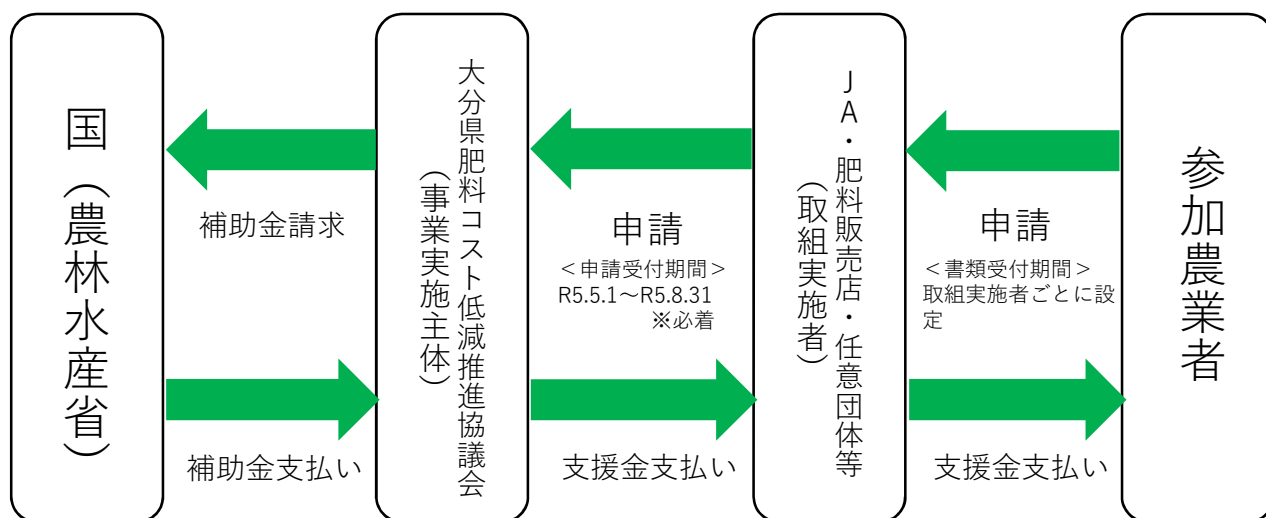 国（農林水産省）
補助金請求
補助金支払い
大分県肥料コスト低減推進協議会
（事業実施主体）
申請
＜申請受付期間＞
R5.5.1～R5.8.31
※必着
支援金支払い
ＪＡ・肥料販売店・任意団体等
（取組実施者）
申請
＜書類受付期間＞
取組実施者ごとに設
定
支援金支払い
参加農業者